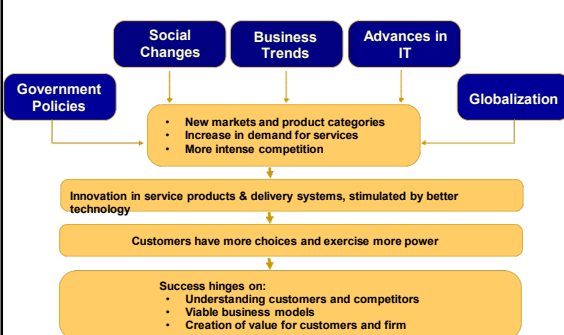 Social
Changes
Business
Trends
Advances in
IT
Government
Policies
Globalization
• New markets and product categories
• Increase in demand for services
• More intense competition
Innovation in service products & delivery systems, stimulated by better
technology
Customers have more choices and exercise more power
Success hinges on:
• Understanding customers and competitors
• Viable business models
• Creation of value for customers and firm